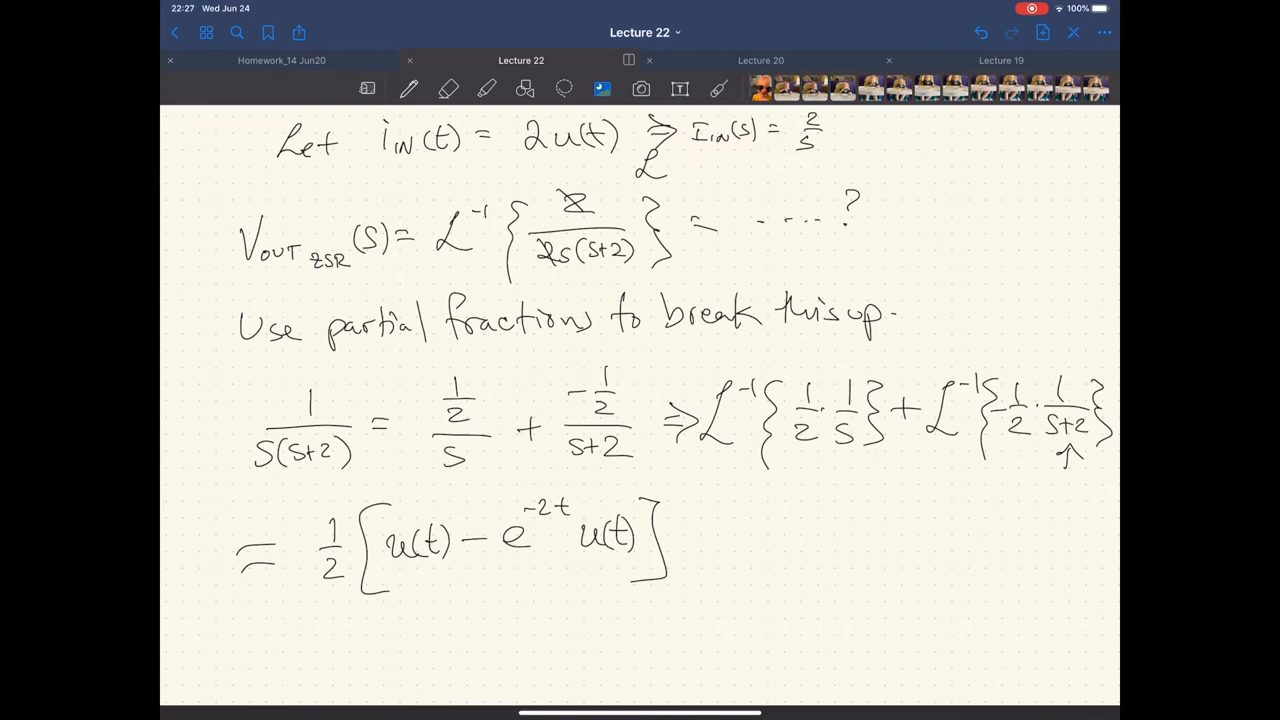 22:27 Wed Jun 24
100%
Lecture 22
Homework_14 Jun20
Lecture 22
Lecture 20
Lecture 19
Let i_IN(t) = 2u(t) ⇒ I_IN(s) = 2/s
ℒ
V_OUT ZSR (s) = ℒ^-1 { 2 / 2s(s+2) } = ....?
Use partial fractions to break this up.
1/s(s+2) = 1/2 / s + -1/2 / s+2 ⇒ ℒ^-1 { 1/2 · 1/s } + ℒ^-1 { -1/2 · 1/s+2 }
↑
= 1/2 [ u(t) - e^-2t u(t) ]